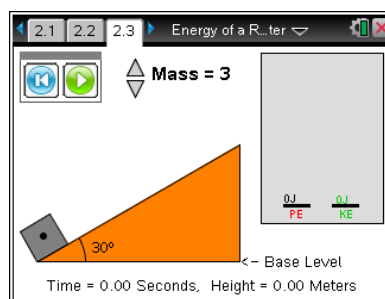 2.1 2.2 2.3 Energy of a R…ter
Mass = 3
0J 0J
PE KE
30º
<- Base Level
Time = 0.00 Seconds, Height = 0.00 Meters